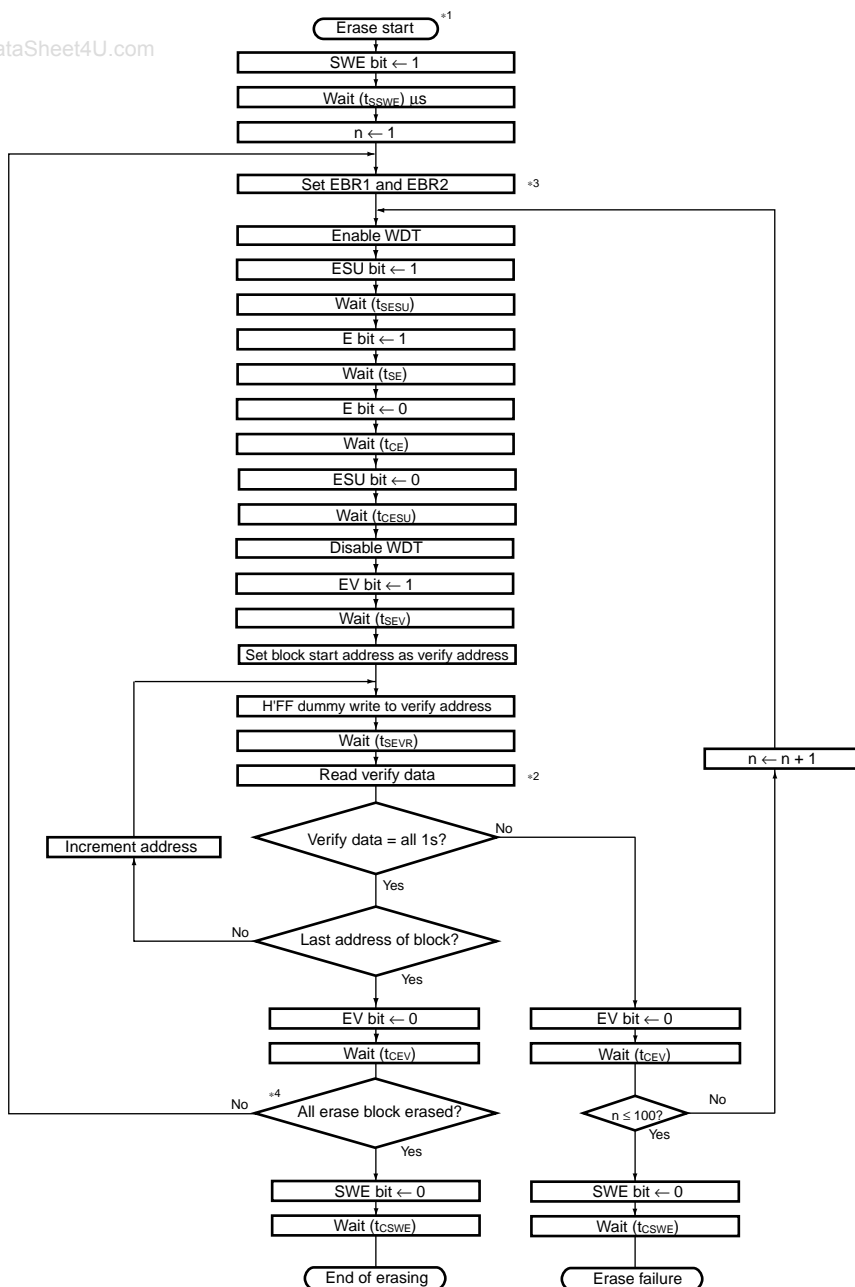 Erase start
*1
ataSheet4U.com
SWE bit ← 1
Wait (tSSWE) μs
n ← 1
Set EBR1 and EBR2
*3
Enable WDT
ESU bit ← 1
Wait (tSESU)
E bit ← 1
Wait (tSE)
E bit ← 0
Wait (tCE)
ESU bit ← 0
Wait (tCESU)
Disable WDT
EV bit ← 1
Wait (tSEV)
Set block start address as verify address
H'FF dummy write to verify address
Wait (tSEVR)
n ← n + 1
Read verify data
*2
Verify data = all 1s?
No
Increment address
Yes
No
Last address of block?
Yes
EV bit ← 0
EV bit ← 0
Wait (tCEV)
Wait (tCEV)
No
*4
All erase block erased?
n ≤ 100?
No
Yes
Yes
SWE bit ← 0
SWE bit ← 0
Wait (tCSWE)
Wait (tCSWE)
End of erasing
Erase failure